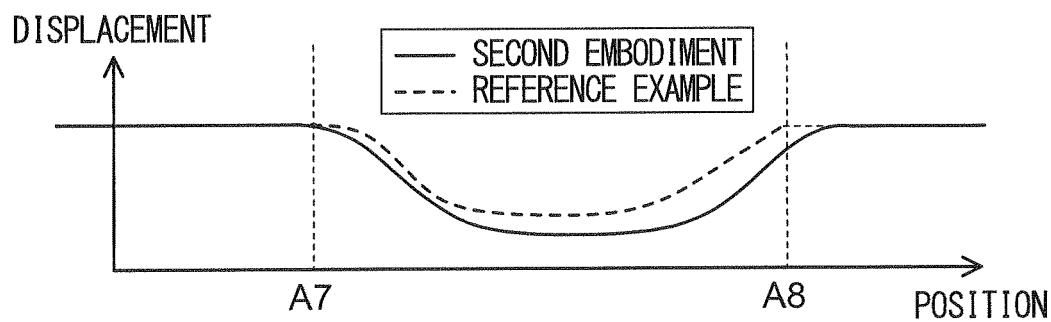 DISPLACEMENT
SECOND EMBODIMENT
REFERENCE EXAMPLE
A7
A8
POSITION